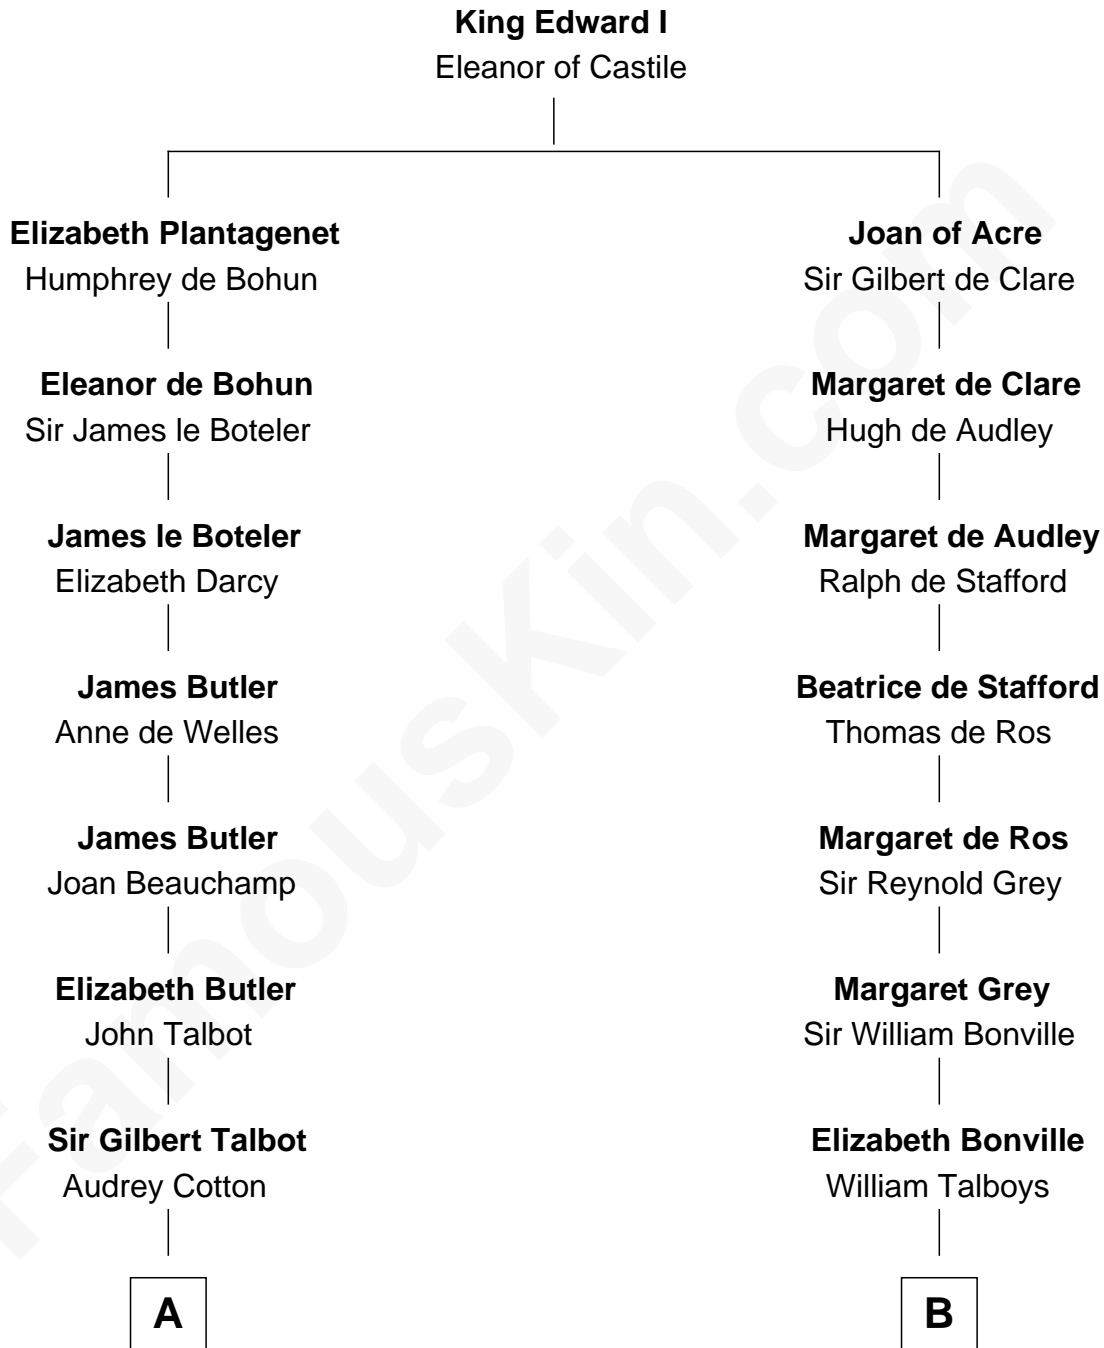 King Edward I
Eleanor of Castile
Elizabeth Plantagenet
Humphrey de Bohun
Eleanor de Bohun
Sir James le Boteler
James le Boteler
Elizabeth Darcy
James Butler
Anne de Welles
James Butler
Joan Beauchamp
Elizabeth Butler
John Talbot
Sir Gilbert Talbot
Audrey Cotton
A
Joan of Acre
Sir Gilbert de Clare
Margaret de Clare
Hugh de Audley
Margaret de Audley
Ralph de Stafford
Beatrice de Stafford
Thomas de Ros
Margaret de Ros
Sir Reynold Grey
Margaret Grey
Sir William Bonville
Elizabeth Bonville
William Talboys
B
FamousKin.com